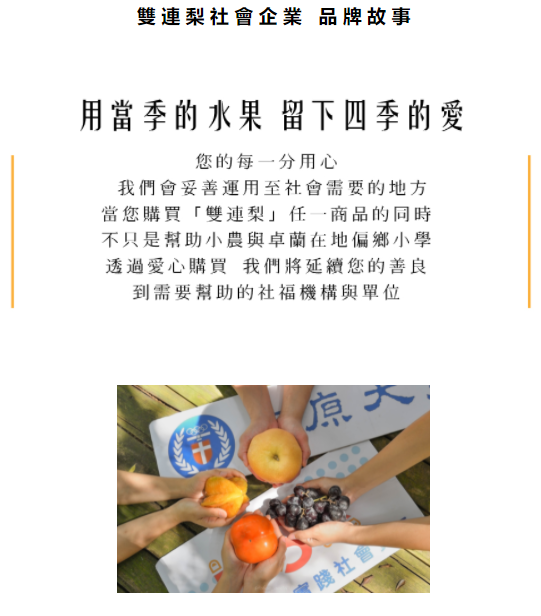 雙連梨社會企業 品牌故事
用當季的水果 留下四季的愛
您的每一分用心
我們會妥善運用至社會需要的地方
當您購買「雙連梨」任一商品的同時
不只是幫助小農與卓蘭在地偏鄉小學
透過愛心購買 我們將延續您的善良
到需要幫助的社福機構與單位
實踐社會